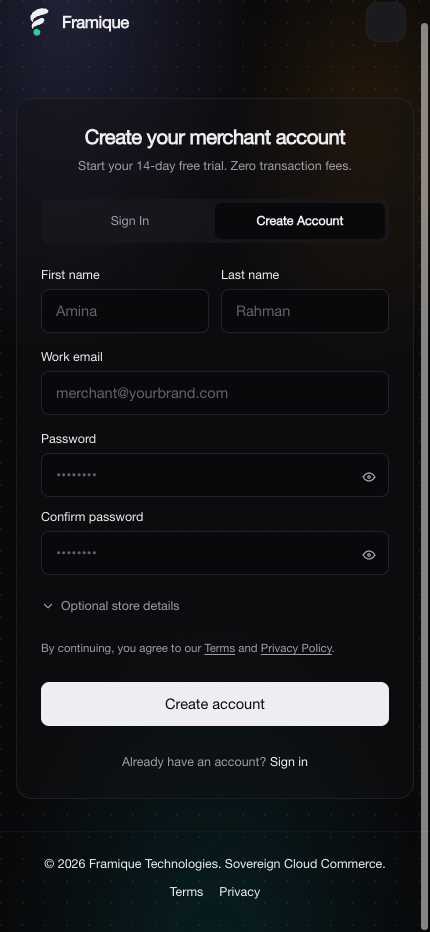 Framique
Create your merchant account
Start your 14-day free trial. Zero transaction fees.
Sign In Create Account
First name Last name
Amina Rahman
Work email
merchant@yourbrand.com
Password
••••••••
Confirm password
••••••••
Optional store details
By continuing, you agree to our Terms and Privacy Policy.
Create account
Already have an account? Sign in
© 2026 Framique Technologies. Sovereign Cloud Commerce.
Terms Privacy